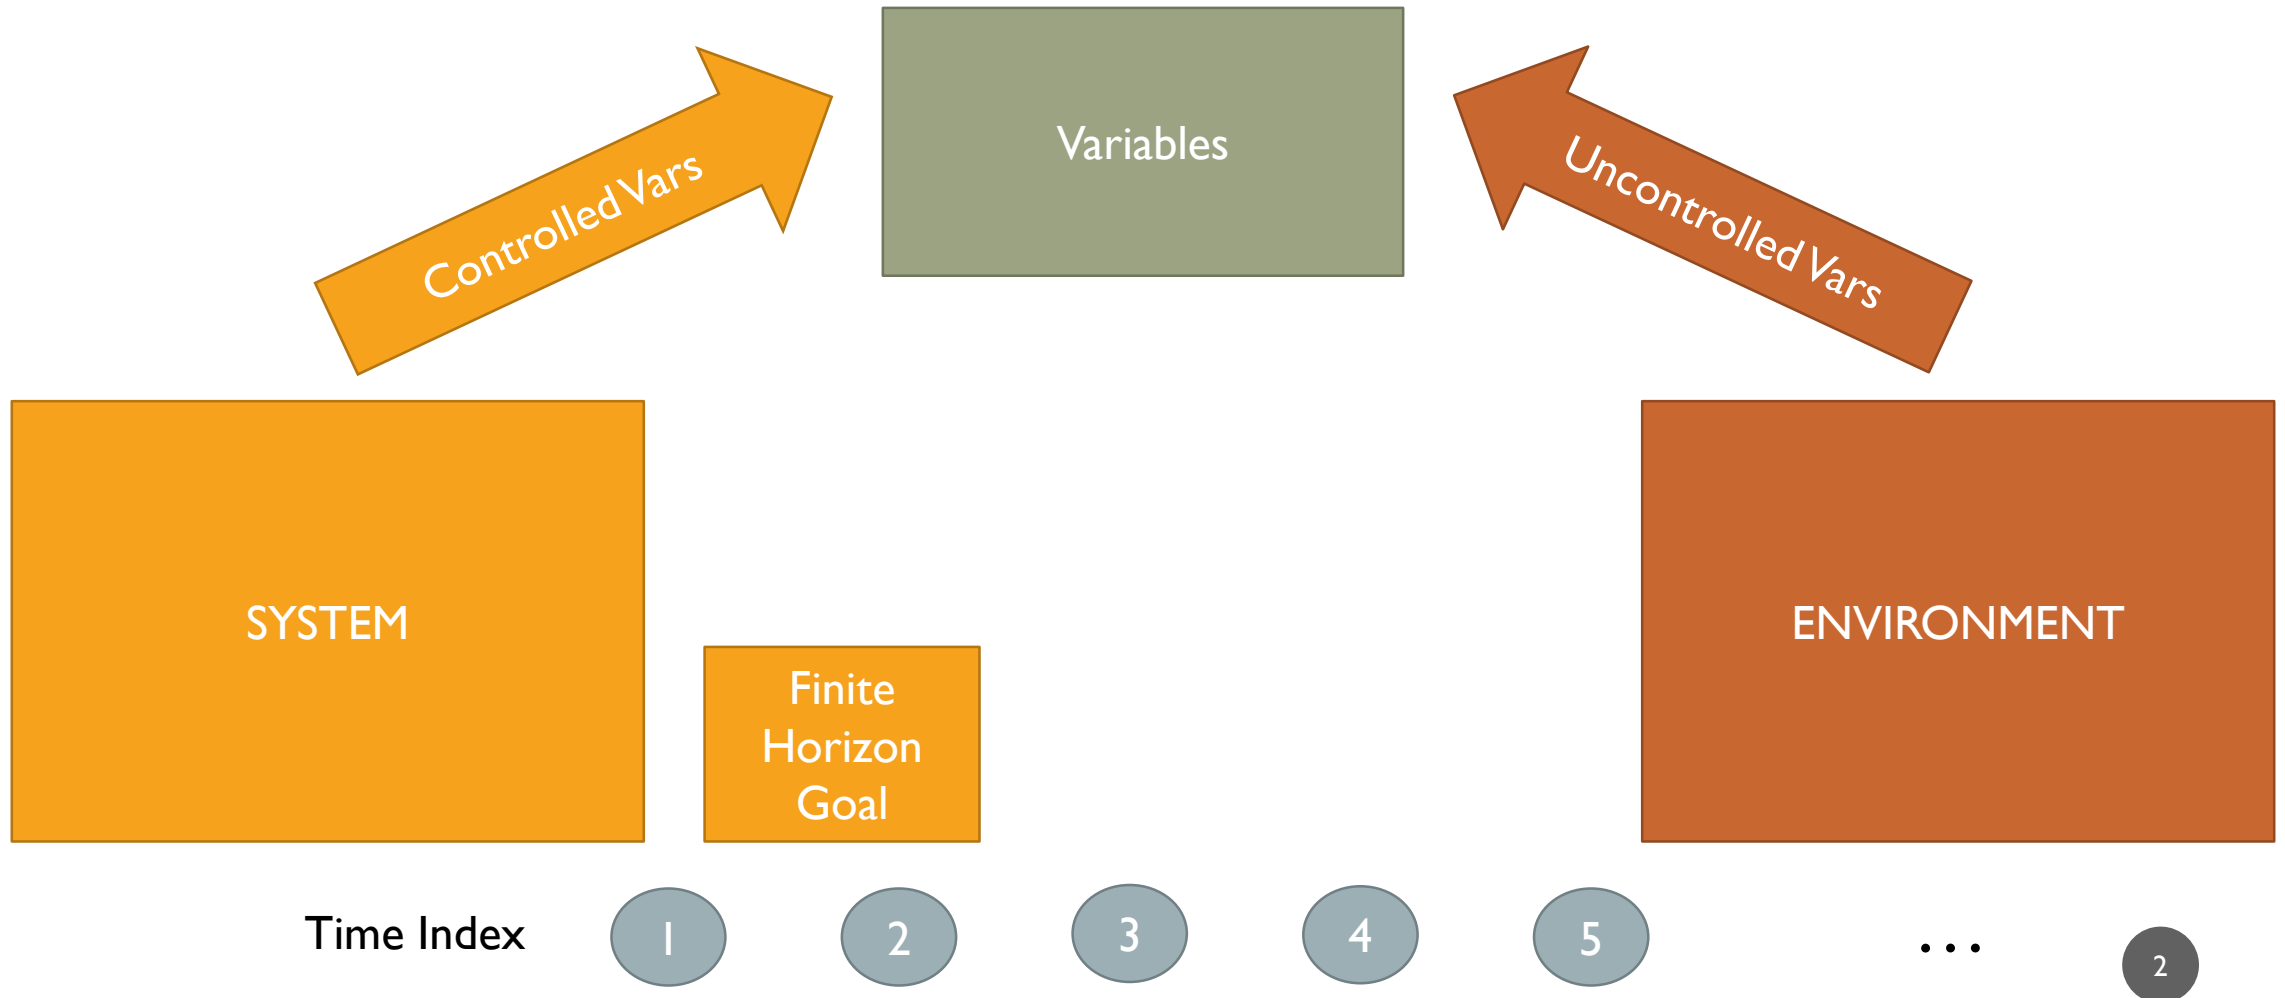 Variables
Controlled Vars
Uncontrolled Vars
SYSTEM
ENVIRONMENT
Finite
Horizon
Goal
Time Index
1
2
3
4
5
...
2